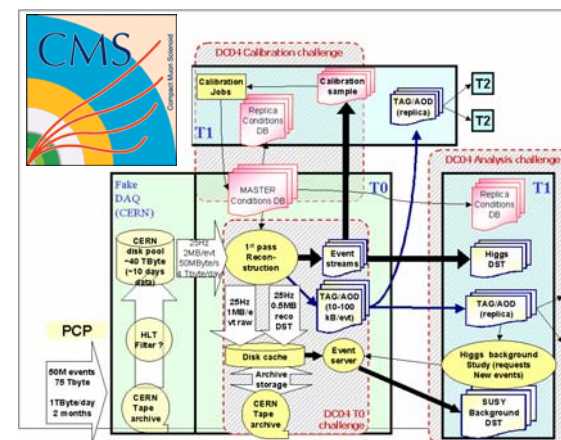 CMS
Compact Muon Solenoid
DC04 Calibration challenge
Calibration
Jobs
Calibration
sample
TAG/AOD
(replica)
T2
T2
Replica
Conditions
DB
T1
DC04 Analysis challenge
Fake
DAQ
(CERN)
MASTER
Conditions DB
T0
T1
Replica
Conditions
DB
CERN
disk pool
~40 TByte
(~10 days
data)
25Hz
2MB/evt
50MByte/s
4 Tbyte/day
1st pass
Recon-
struction
Event
streams
Higgs
DST
TAG/AOD
(10-100
kB/evt)
TAG/AOD
(replica)
25Hz
1MB/e
vt raw
25Hz
0.5MB
reco
DST
HLT
Filter ?
PCP
50M events
75 Tbyte
1TByte/day
2 months
Disk cache
Event
server
Higgs background
Study (requests
New events)
Archive
storage
CERN
Tape
archive
CERN
Tape
archive
SUSY
Background
DST
DC04 T0
challenge